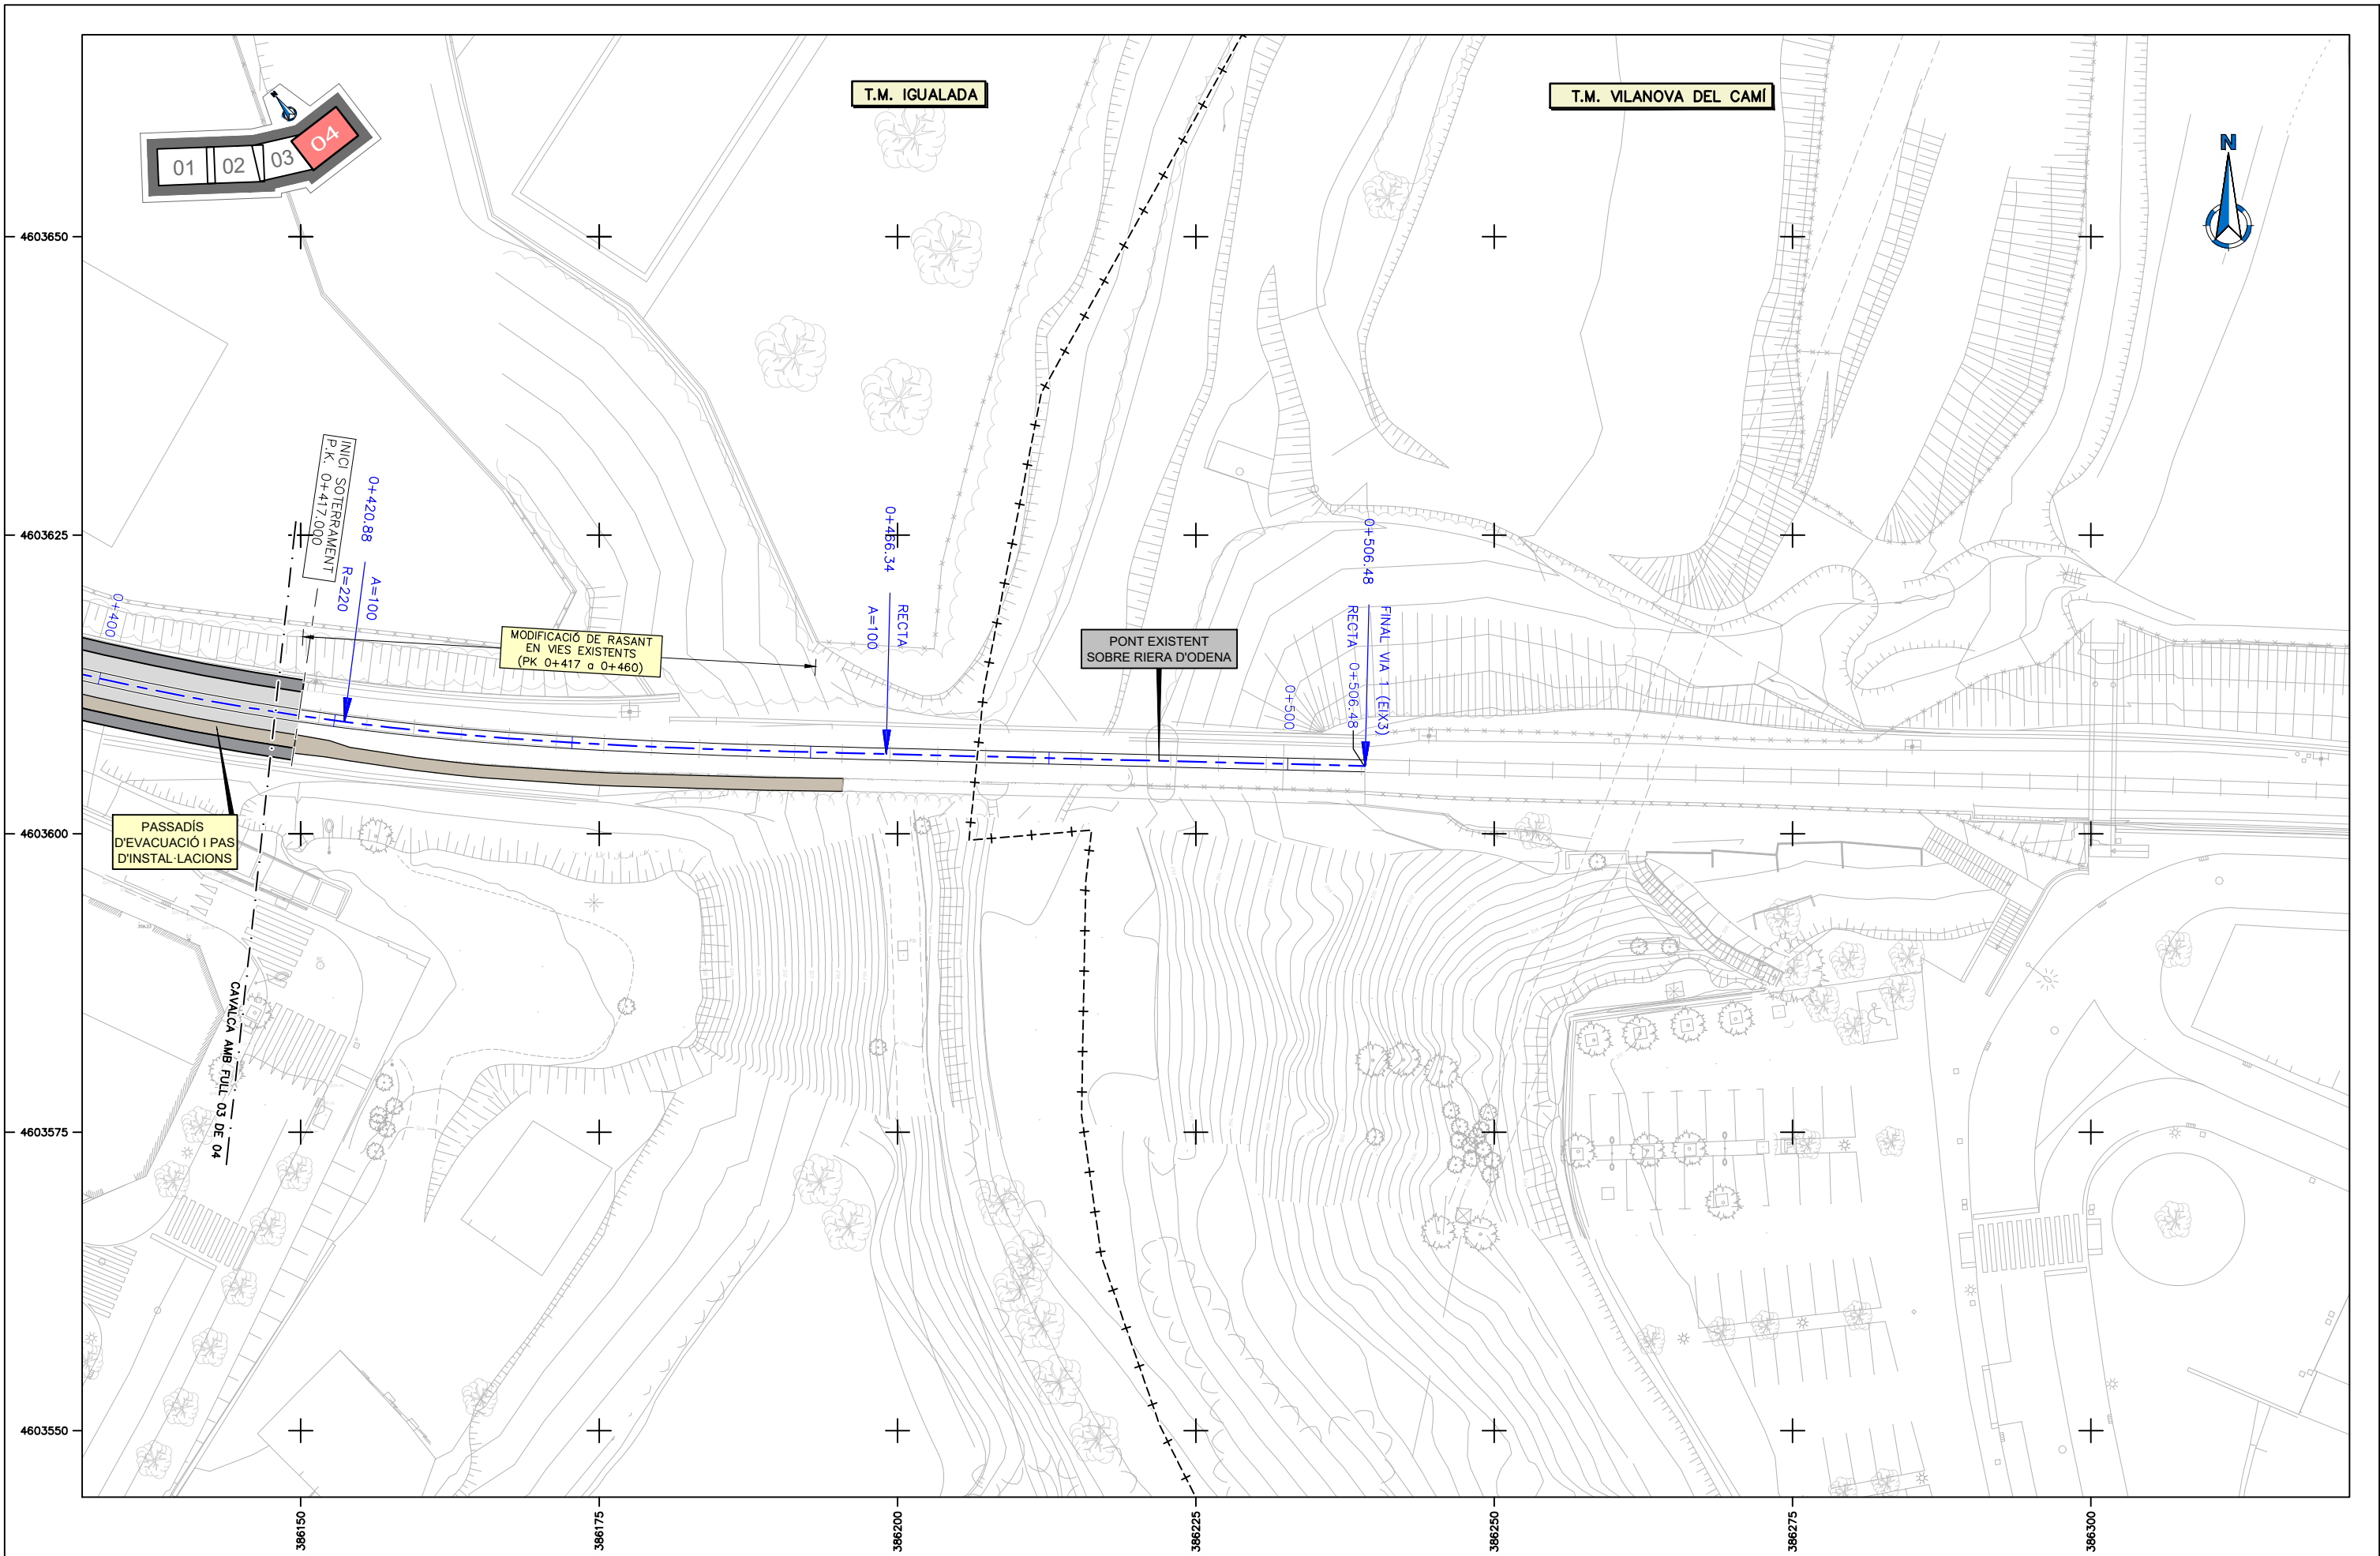 T.M. IGUALADA
T.M. VILANOVA DEL CAMÍ
N
01
02
03
04
4603650
4603625
4603600
4603575
4603550
INICI SOTERRAMENT
P.K. 0+417.000
0+420.88
A=100
R=220
0+400
MODIFICACIÓ DE RASANT
EN VIES EXISTENTS
(PK 0+417 a 0+460)
0+466.34
RECTA
A=100
PONT EXISTENT
SOBRE RIERA D'ODENA
0+500
0+506.48
FINAL VIA 1 (EIX3)
RECTA 0+506.48
PASSADÍS
D'EVACUACIÓ I PAS
D'INSTAL·LACIONS
CAVALCA AMB FULL 03 DE 04
386150
386175
386200
386225
386250
386275
386300